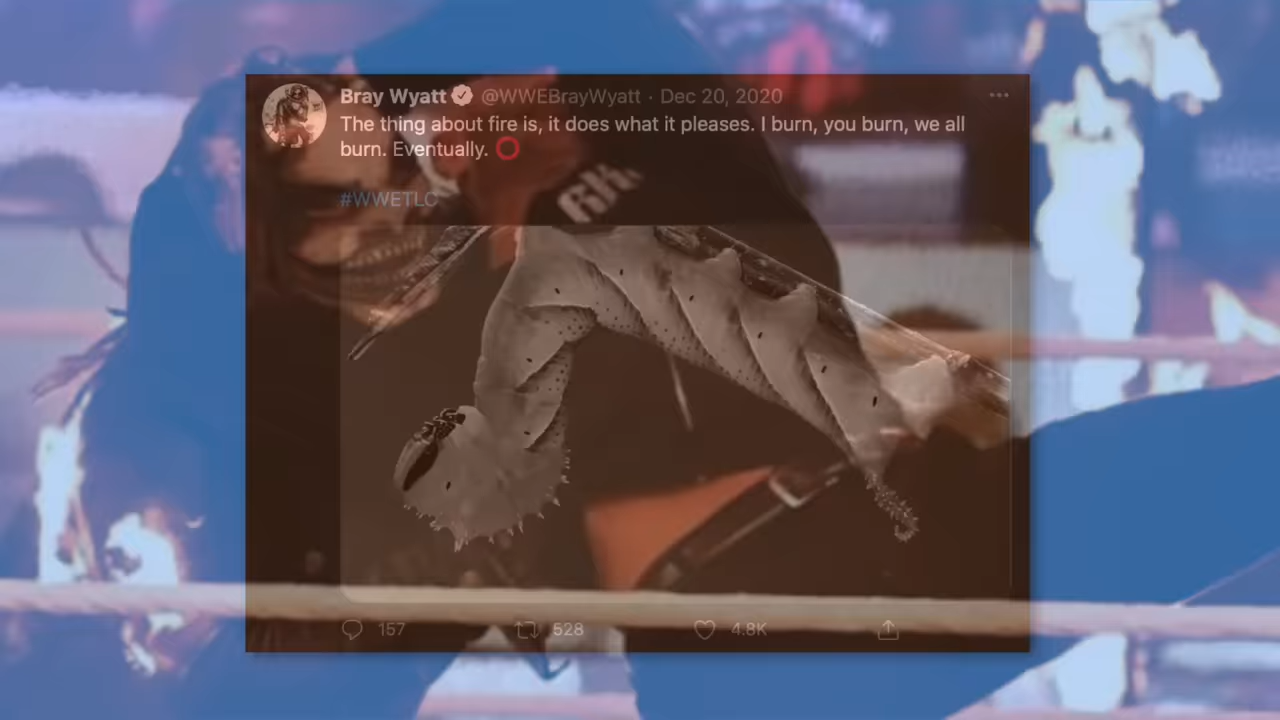 Bray Wyatt @WWEBrayWyatt · Dec 20, 2020
The thing about fire is, it does what it pleases. I burn, you burn, we all
burn. Eventually. ⭕
#WWETLC
157 528 4.8K